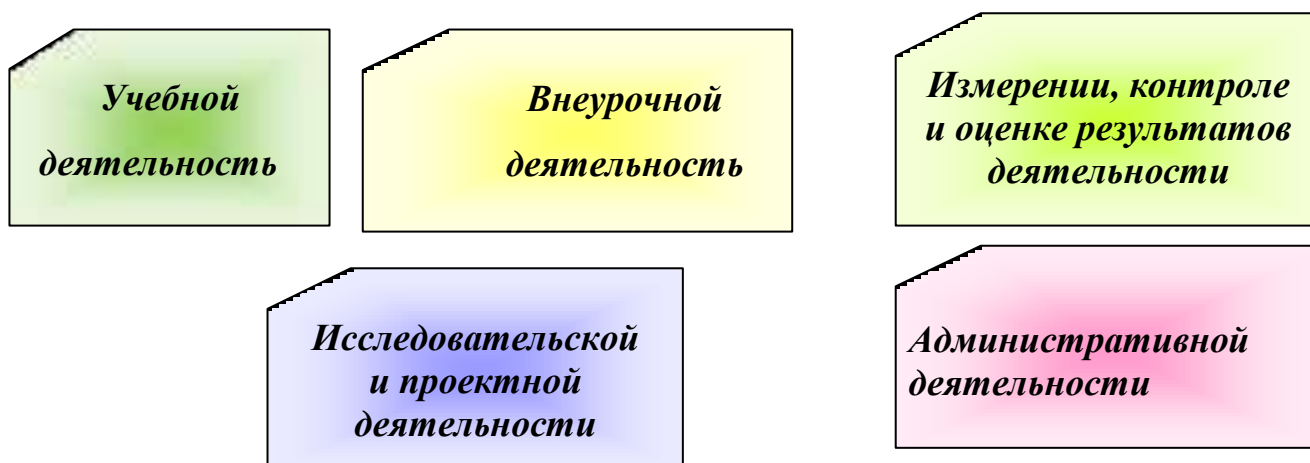 Учебной
деятельность
Внеурочной
деятельность
Измерении, контроле
и оценке результатов
деятельности
Исследовательской
и проектной
деятельности
Административной
деятельности